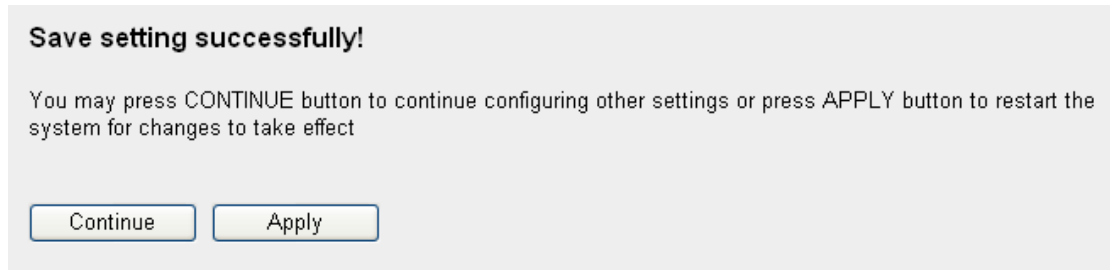 Save setting successfully!
You may press CONTINUE button to continue configuring other settings or press APPLY button to restart the
system for changes to take effect
Continue Apply